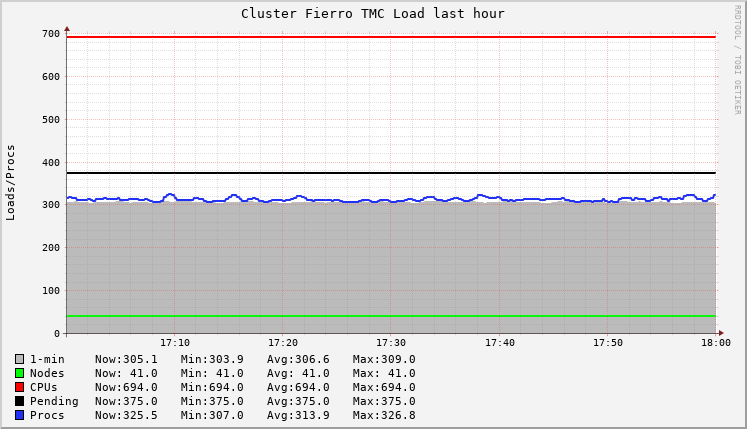 Cluster Fierro TMC Load last hour
RRDTOOL / TOBI OETIKER
Loads/Procs
700
600
500
400
300
200
100
0
17:10 17:20 17:30 17:40 17:50 18:00
1-min Now:305.1 Min:303.9 Avg:306.6 Max:309.0
Nodes Now: 41.0 Min: 41.0 Avg: 41.0 Max: 41.0
CPUs Now:694.0 Min:694.0 Avg:694.0 Max:694.0
Pending Now:375.0 Min:375.0 Avg:375.0 Max:375.0
Procs Now:325.5 Min:307.0 Avg:313.9 Max:326.8